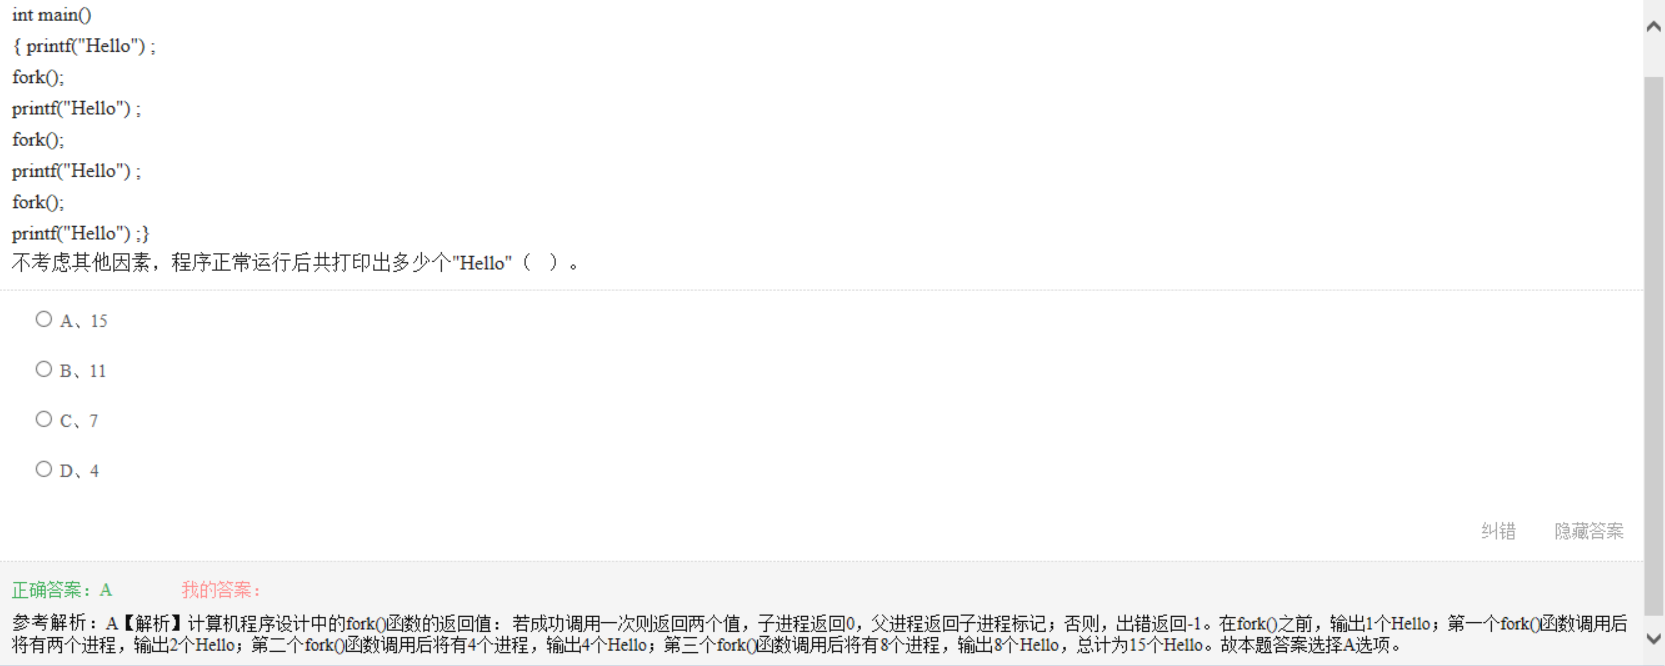 int main()
{ printf("Hello") ;
fork();
printf("Hello") ;
fork();
printf("Hello") ;
fork();
printf("Hello") ;}
不考虑其他因素，程序正常运行后共打印出多少个"Hello"（ ）。
A、15
B、11
C、7
D、4
纠错 隐藏答案
正确答案：A 我的答案：
参考解析：A【解析】计算机程序设计中的fork()函数的返回值：若成功调用一次则返回两个值，子进程返回0，父进程返回子进程标记；否则，出错返回-1。在fork()之前，输出1个Hello；第一个fork()函数调用后
将有两个进程，输出2个Hello；第二个fork()函数调用后将有4个进程，输出4个Hello；第三个fork()函数调用后将有8个进程，输出8个Hello，总计为15个Hello。故本题答案选择A选项。